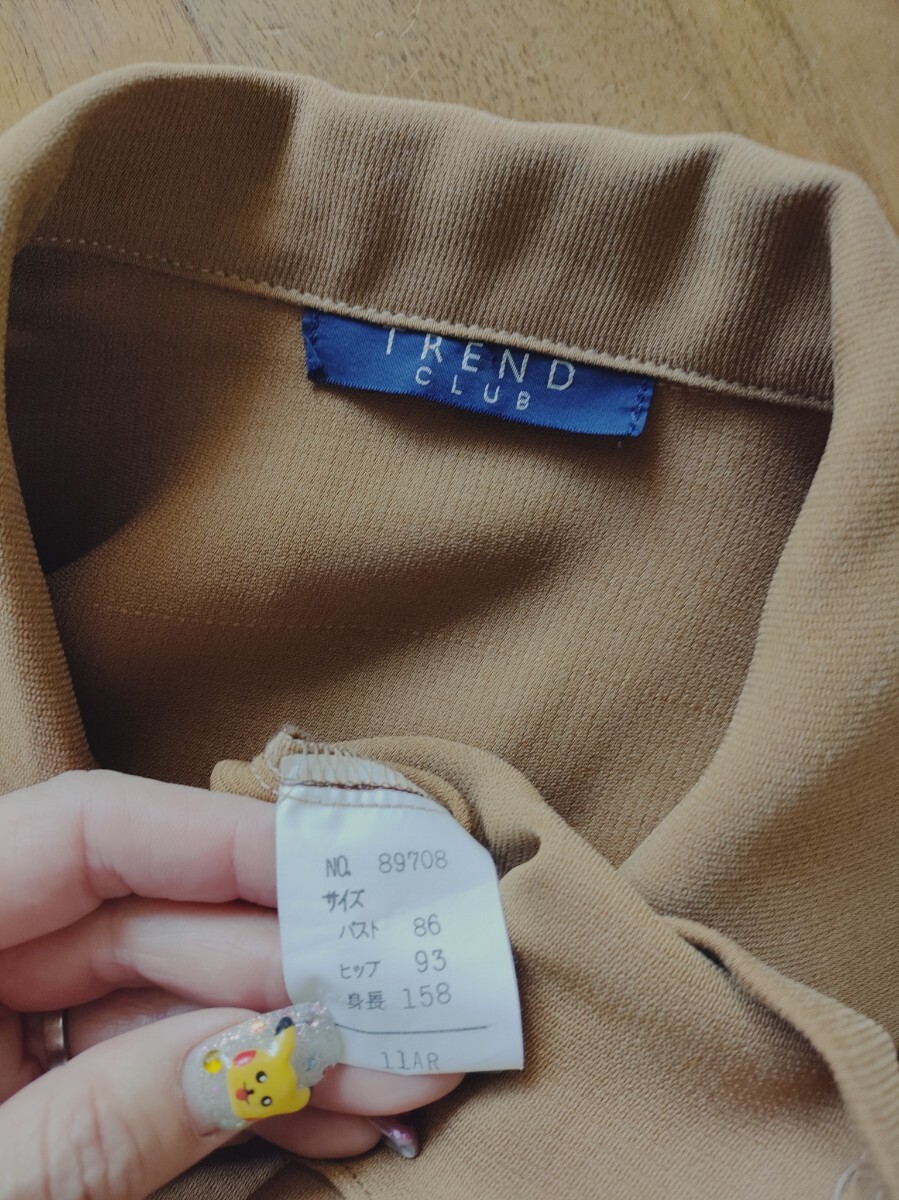 TREND
CLUB
NO. 89708
サイズ
バスト 86
ヒップ 93
身長 158
11AR